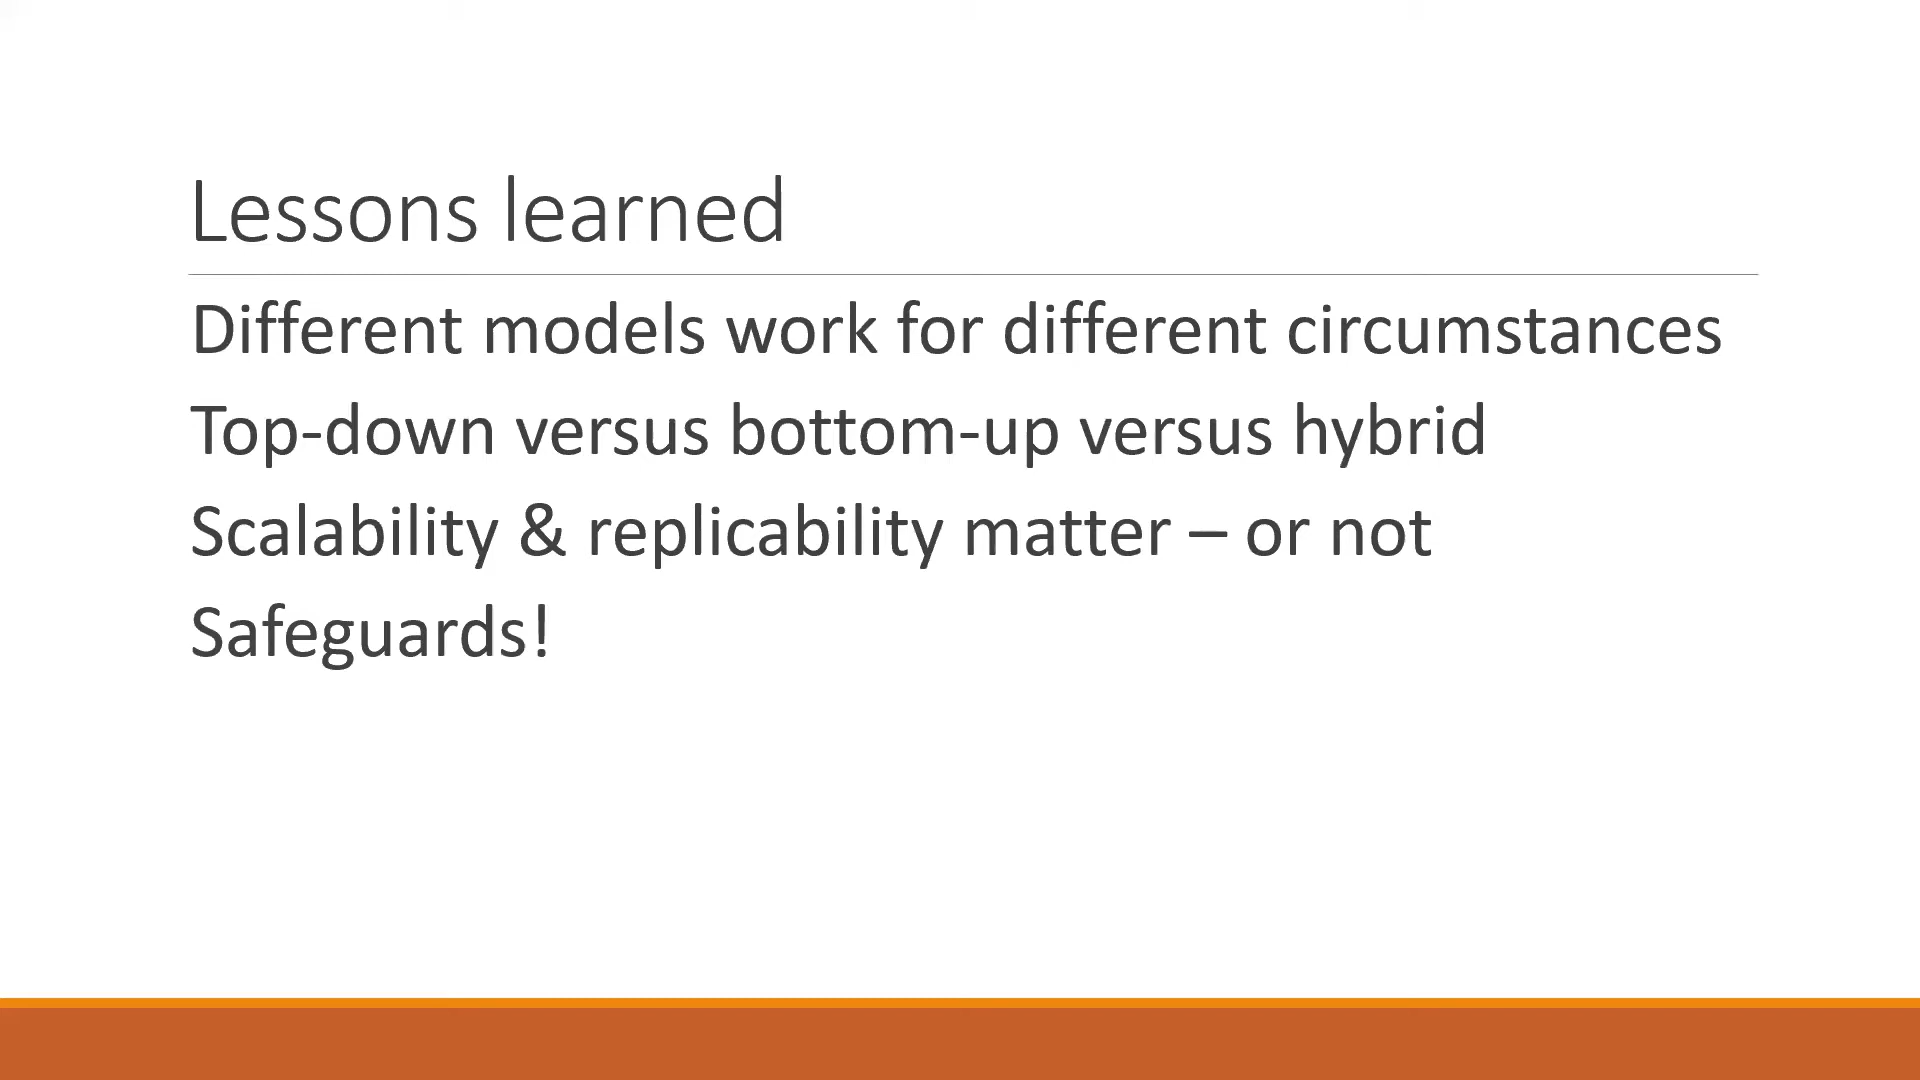 Lessons learned
Different models work for different circumstances
Top-down versus bottom-up versus hybrid
Scalability & replicability matter – or not
Safeguards!